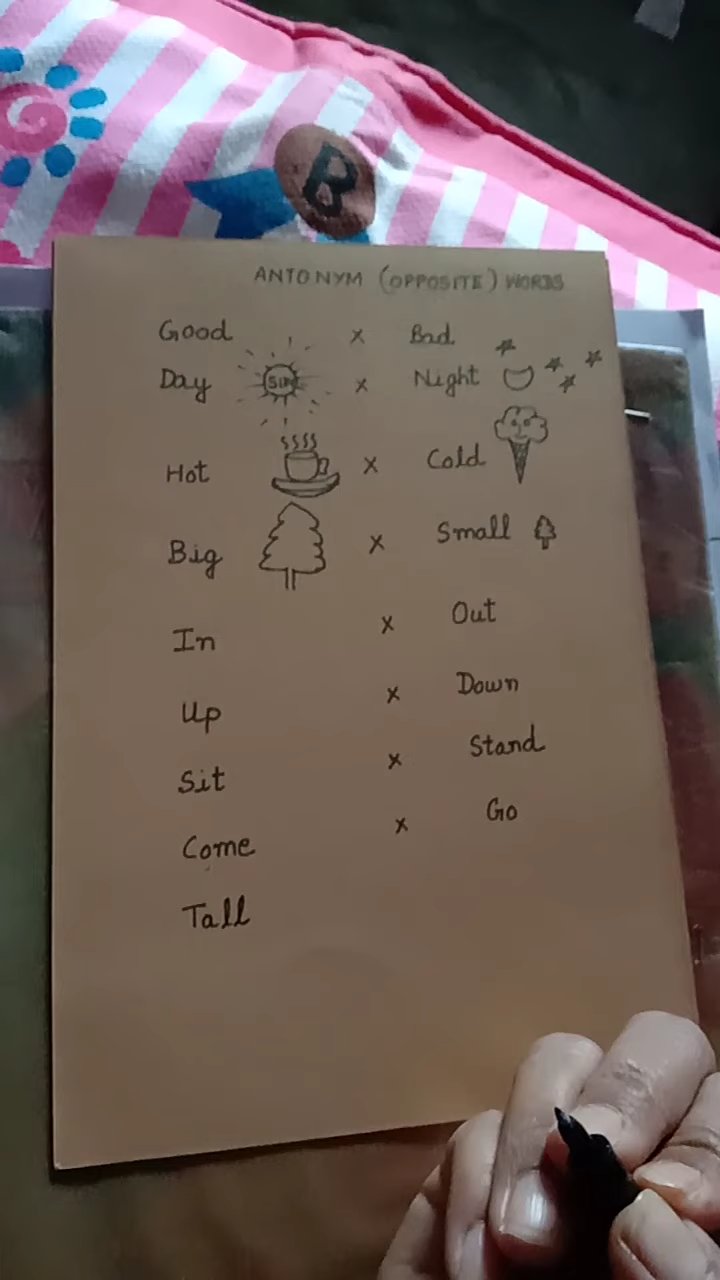 B
ANTONYM (OPPOSITE) WORDS
Good x Bad
Day SUN x Night
Hot x Cold
Big x Small
In x Out
Up x Down
Sit x Stand
Come x Go
Tall